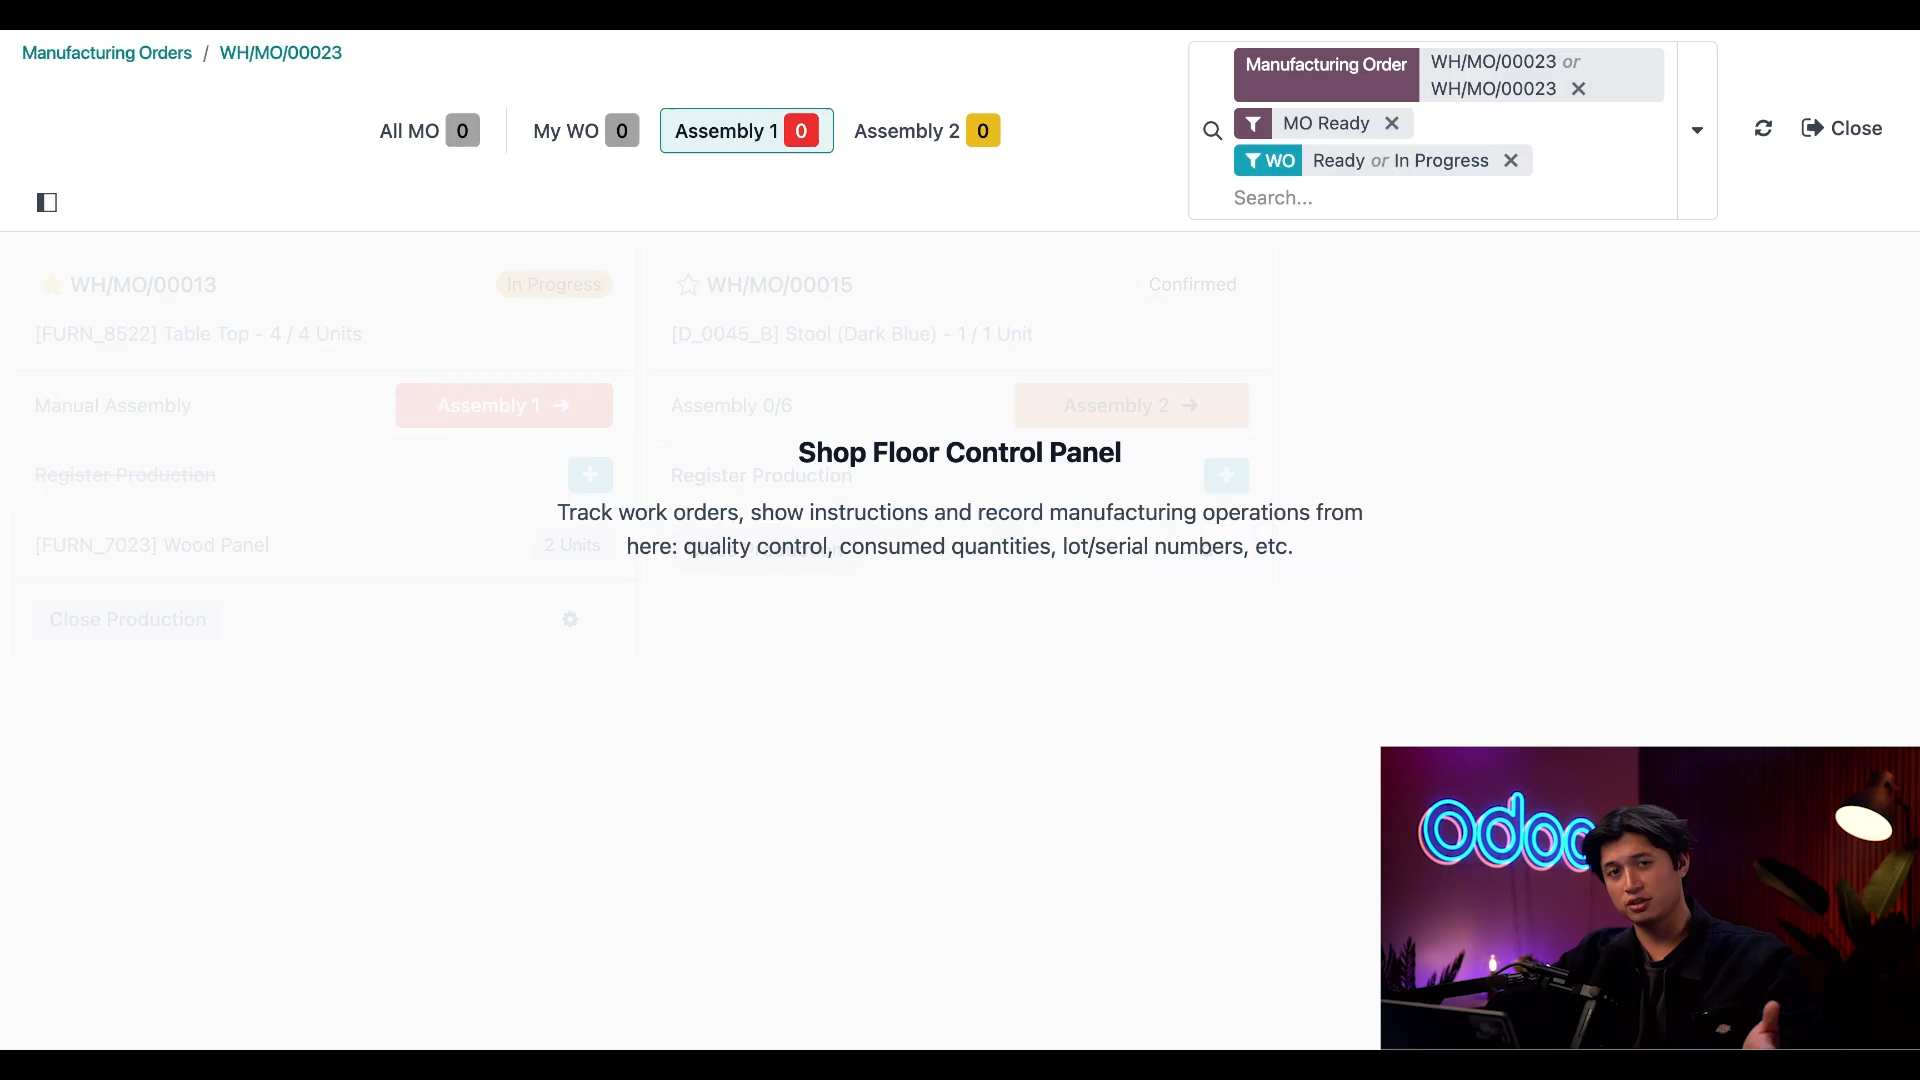 Manufacturing Orders / WH/MO/00023
All MO 0
My WO 0
Assembly 1 0
Assembly 2 0
Manufacturing Order
WH/MO/00023 or
WH/MO/00023
MO Ready
WO Ready or In Progress
Search...
Close
WH/MO/00013
In Progress
[FURN_8522] Table Top - 4 / 4 Units
Manual Assembly
Assembly 1
Register Production
[FURN_7023] Wood Panel
2 Units
Close Production
WH/MO/00015
Confirmed
[D_0045_B] Stool (Dark Blue) - 1 / 1 Unit
Assembly 0/6
Assembly 2
Register Production
Shop Floor Control Panel
Track work orders, show instructions and record manufacturing operations from
here: quality control, consumed quantities, lot/serial numbers, etc.
odoo